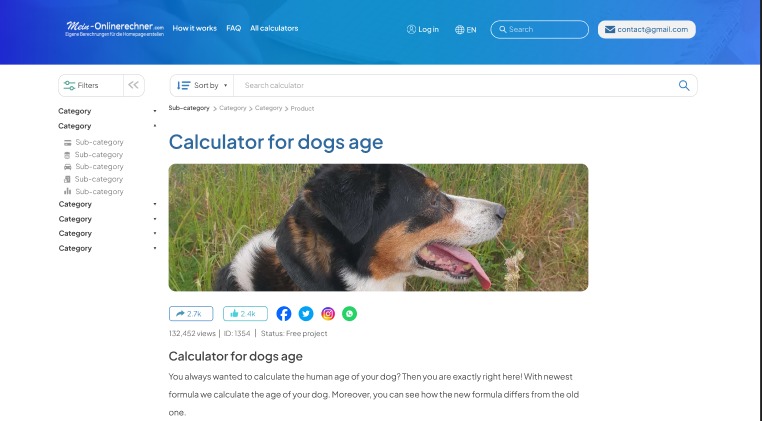 Mein-Onlinerechner.com
Eigene Berechnungen für die Homepage erstellen
How it works FAQ All calculators
Log in EN Search contact@gmail.com
Filters
Sort by Search calculator
Sub-category > Category > Category > Product
Category
Category
Sub-category
Sub-category
Sub-category
Sub-category
Sub-category
Category
Category
Category
Category
Calculator for dogs age
2.7k 2.4k
132,452 views | ID: 1354 | Status: Free project
Calculator for dogs age
You always wanted to calculate the human age of your dog? Then you are exactly right here! With newest
formula we calculate the age of your dog. Moreover, you can see how the new formula differs from the old
one.